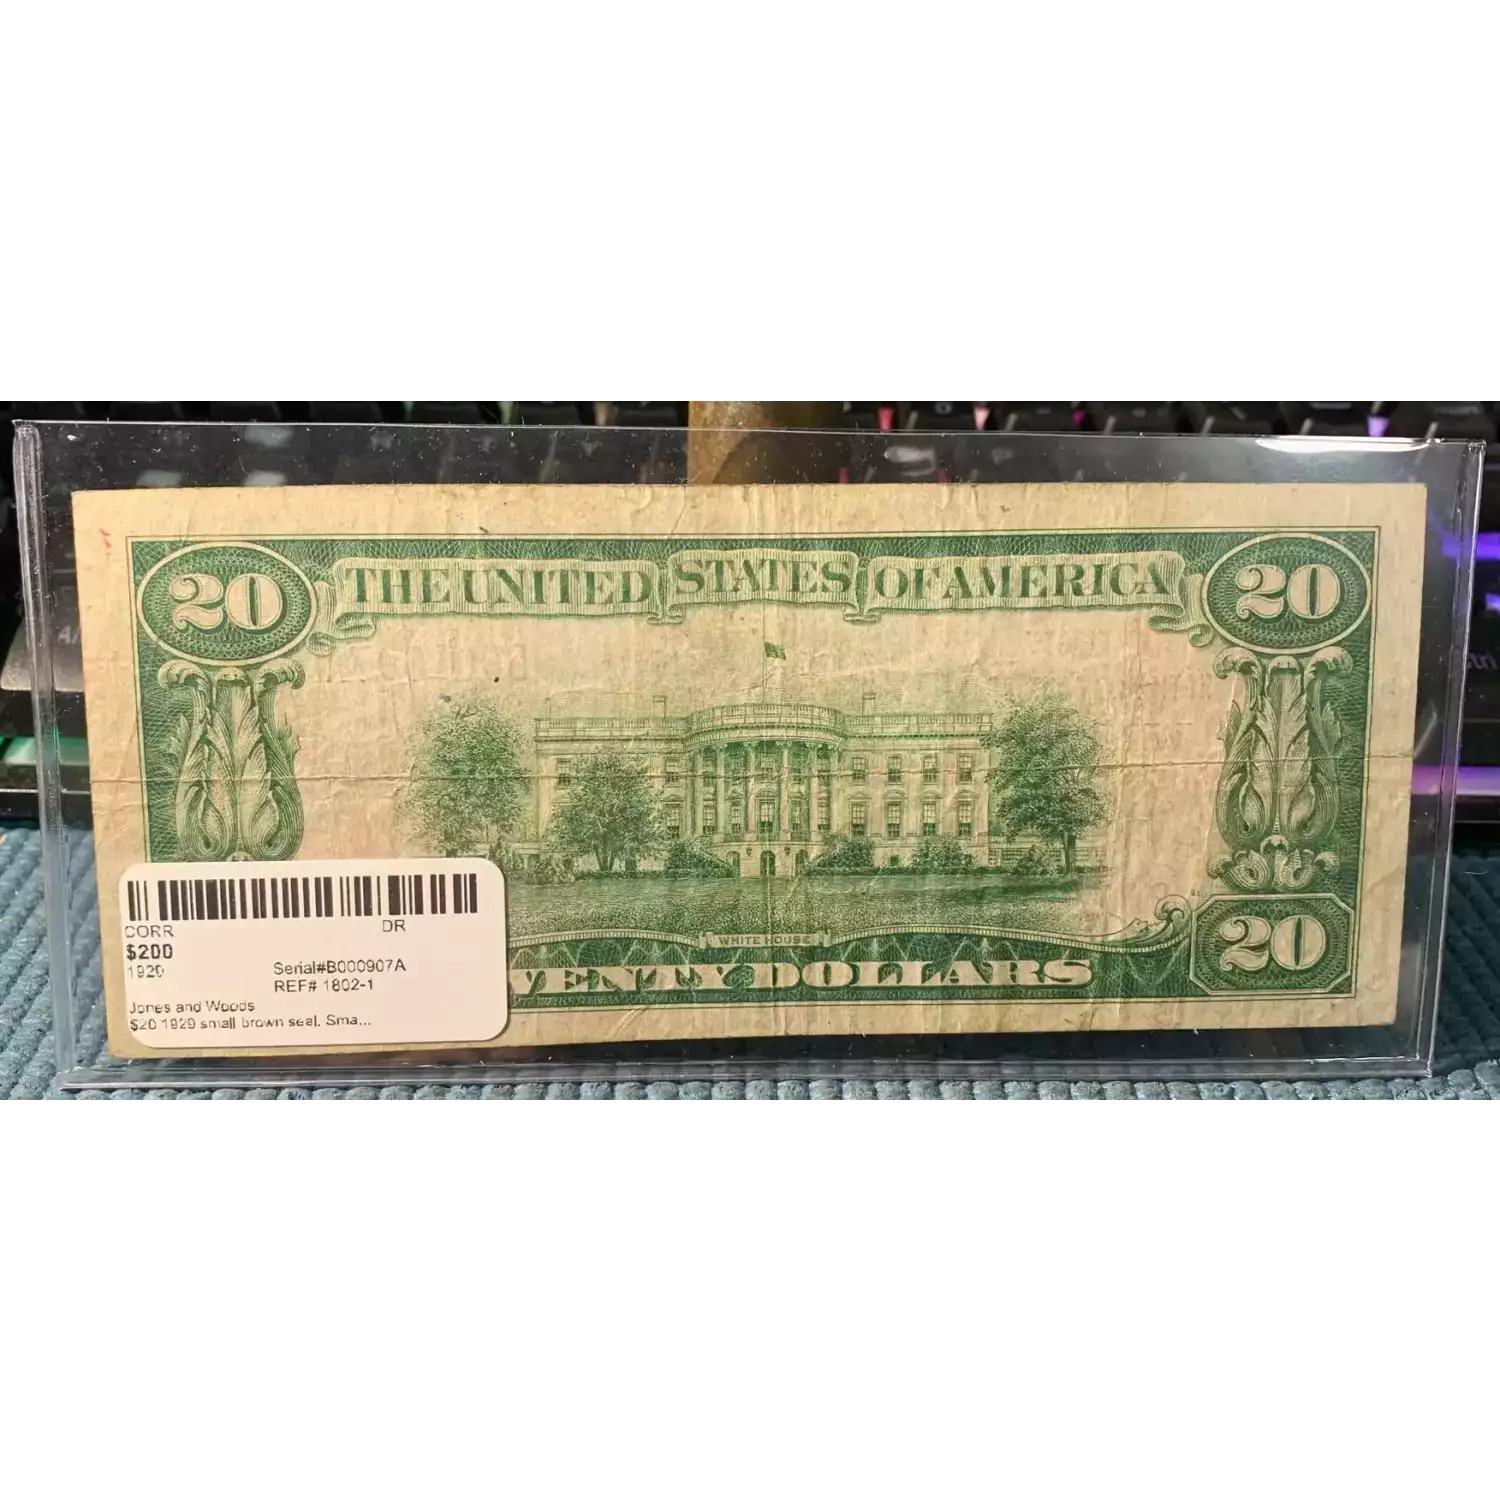 20 THE UNITED STATES OF AMERICA 20
WHITE HOUSE
WENTY DOLLARS 20
CORR DR
$200
1929 Serial#B000907A
REF# 1802-1
Jones and Woods
$20 1929 small brown seal. Sma...